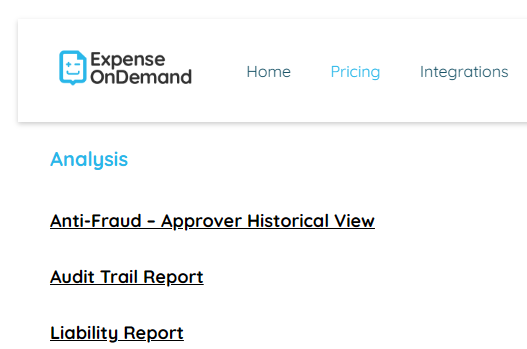 Expense
OnDemand
Home Pricing Integrations
Analysis
Anti-Fraud – Approver Historical View
Audit Trail Report
Liability Report